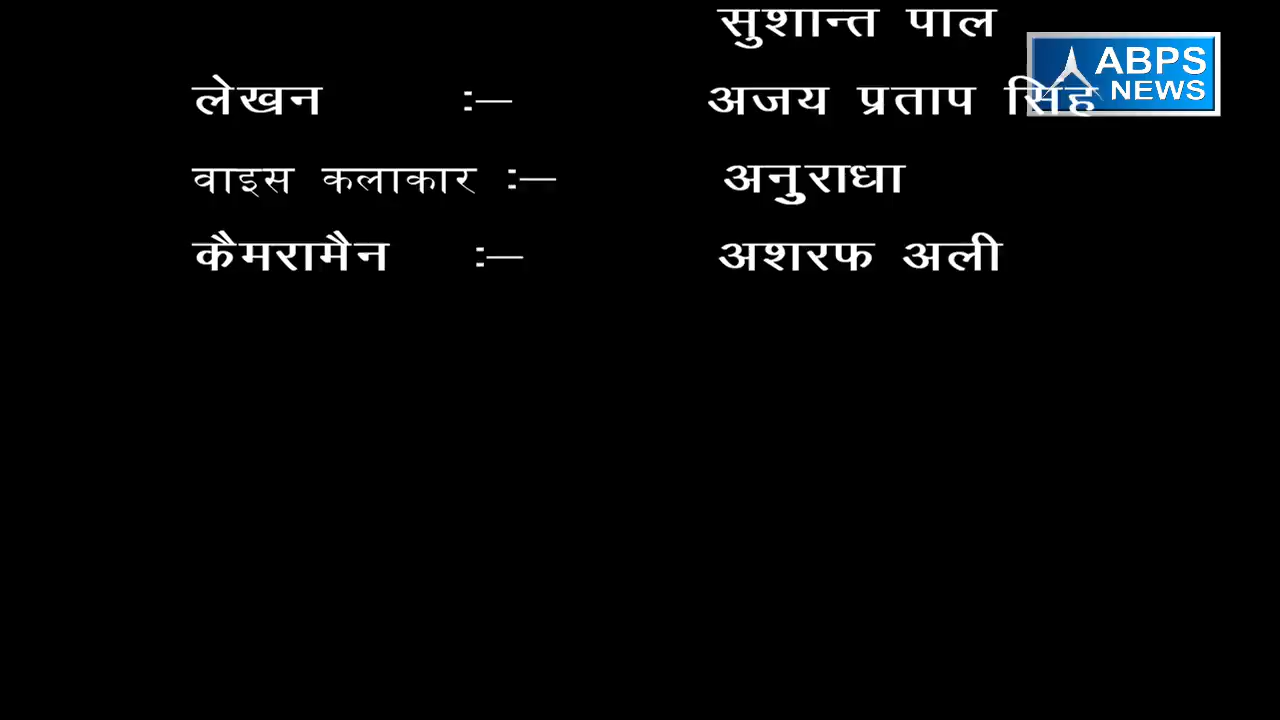 सुशान्त पाल
ABPS
NEWS
लेखन :— अजय प्रताप सिंह
वाइस कलाकार :— अनुराधा
कैमरामैन :— अशरफ अली